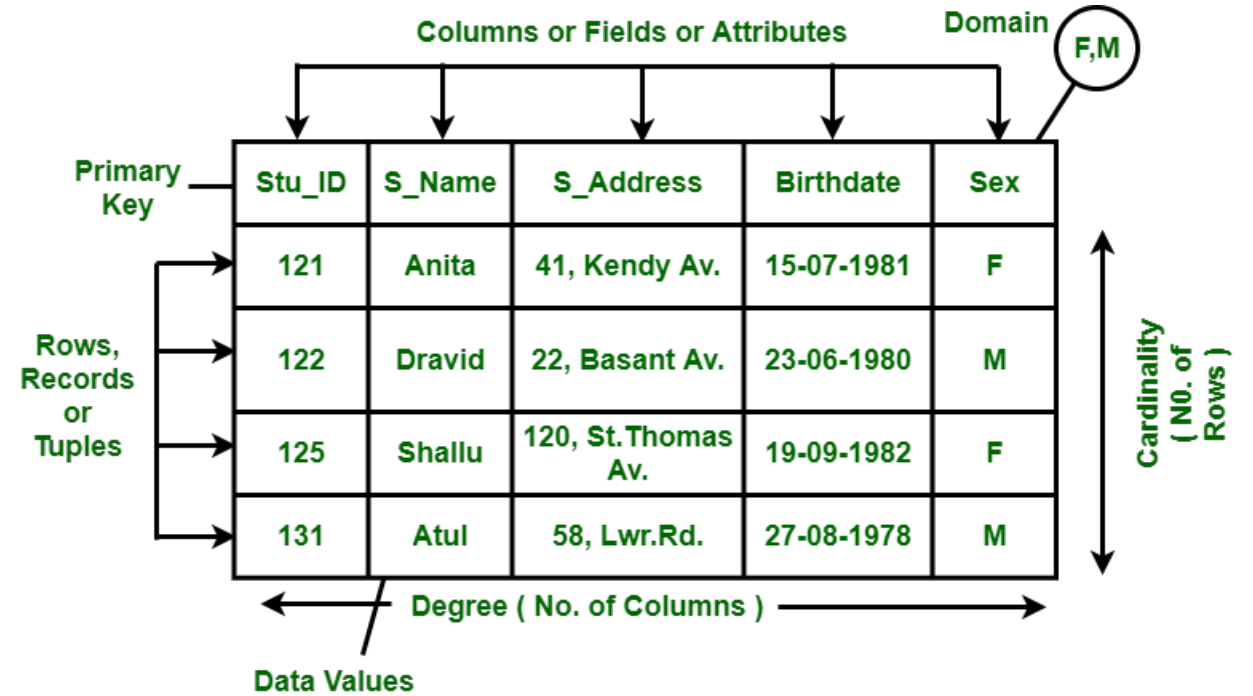 Columns or Fields or Attributes
Domain
F,M
Primary
Key
Stu_ID S_Name S_Address Birthdate Sex
121 Anita 41, Kendy Av. 15-07-1981 F
122 Dravid 22, Basant Av. 23-06-1980 M
125 Shallu 120, St.Thomas
Av. 19-09-1982 F
131 Atul 58, Lwr.Rd. 27-08-1978 M
Rows,
Records
or
Tuples
Cardinality
( N0. of
Rows )
Degree ( No. of Columns )
Data Values